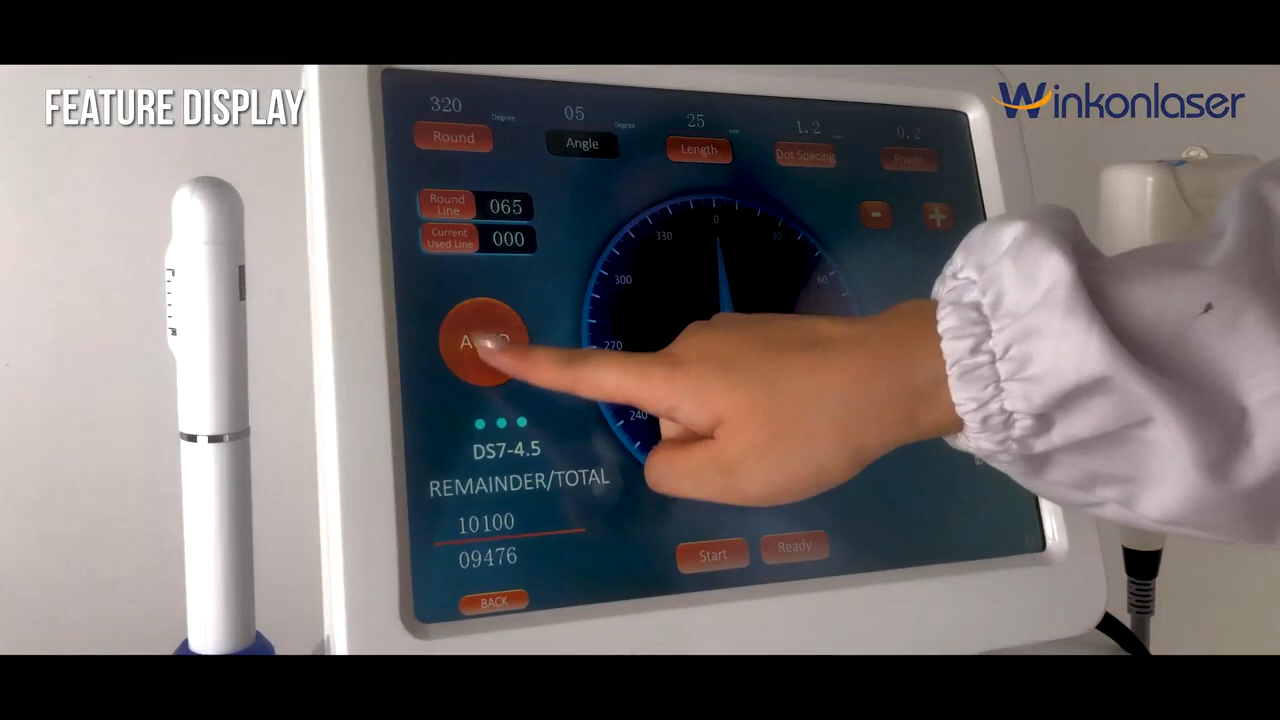 FEATURE DISPLAY
Winkonlaser
320 Degree
05 Degree
25 mm
1.2
0.2
Round
Angle
Length
Dot Spacing
Power
Round Line
065
Current Used Line
000
-
+
0
30
60
330
300
270
240
DS7-4.5
REMAINDER/TOTAL
10100
09476
Start
Ready
BACK